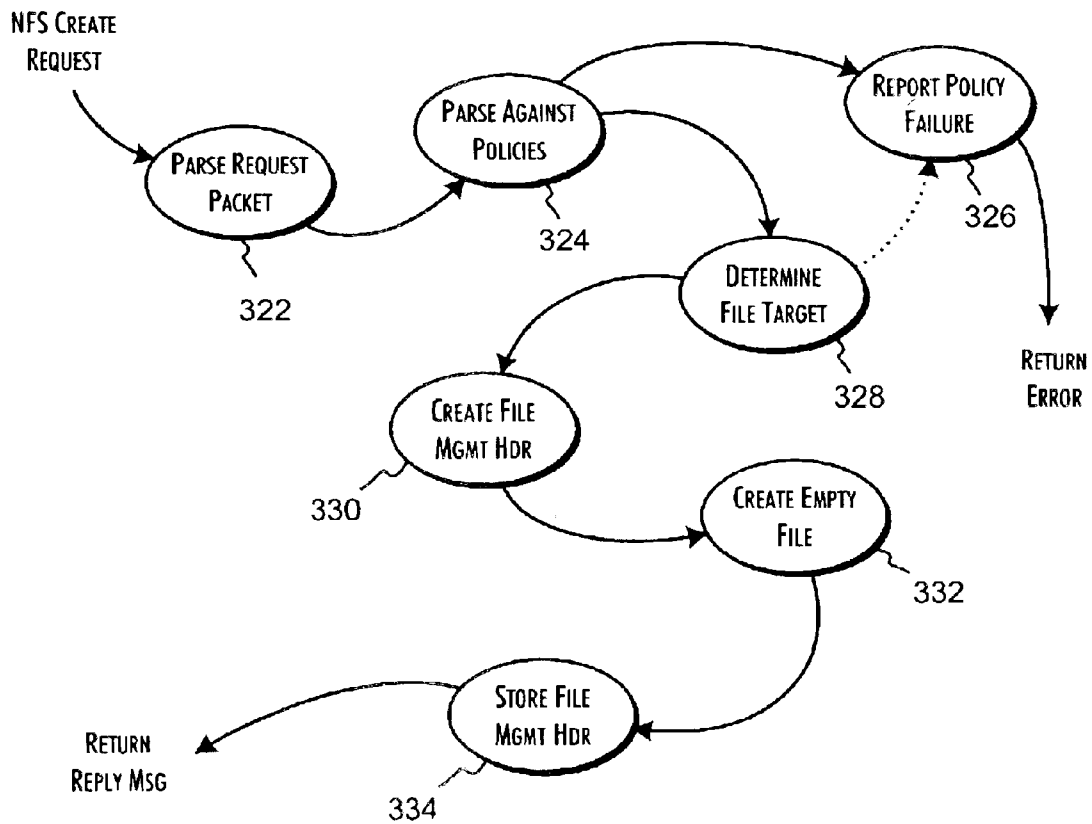 NFS CREATE
REQUEST
PARSE REQUEST
PACKET
322
PARSE AGAINST
POLICIES
324
REPORT POLICY
FAILURE
326
DETERMINE
FILE TARGET
328
RETURN
ERROR
CREATE FILE
MGMT HDR
330
CREATE EMPTY
FILE
332
STORE FILE
MGMT HDR
334
RETURN
REPLY MSG